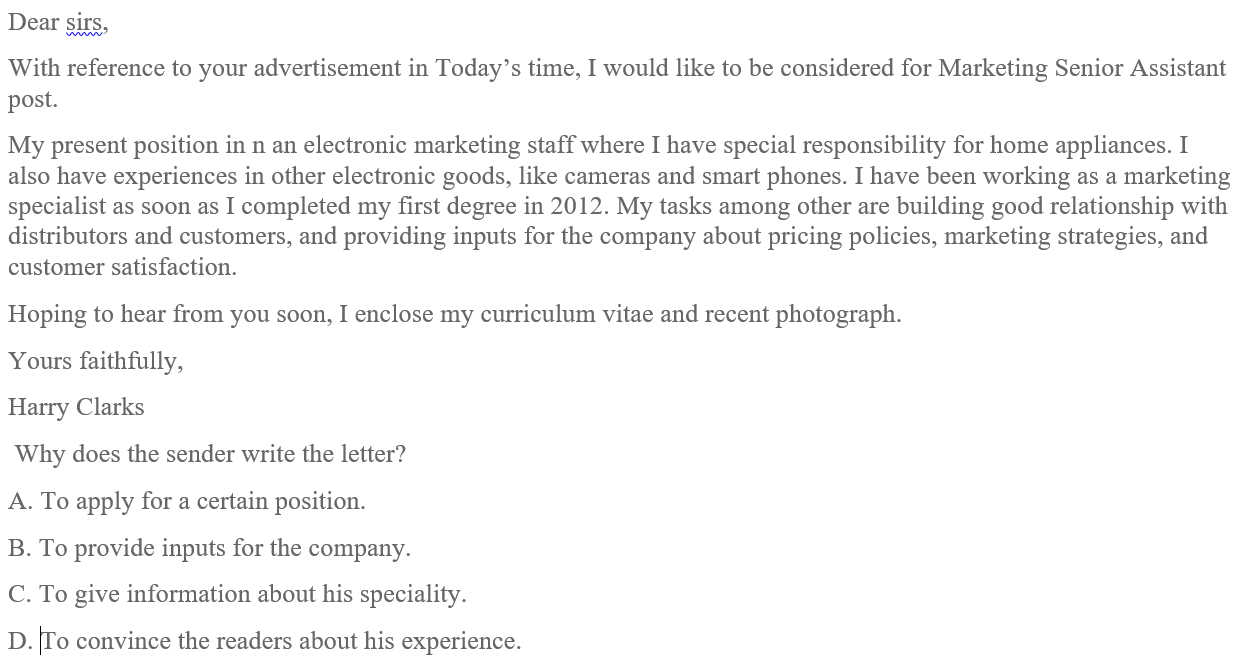 Dear sirs,
With reference to your advertisement in Today’s time, I would like to be considered for Marketing Senior Assistant
post.
My present position in n an electronic marketing staff where I have special responsibility for home appliances. I
also have experiences in other electronic goods, like cameras and smart phones. I have been working as a marketing
specialist as soon as I completed my first degree in 2012. My tasks among other are building good relationship with
distributors and customers, and providing inputs for the company about pricing policies, marketing strategies, and
customer satisfaction.
Hoping to hear from you soon, I enclose my curriculum vitae and recent photograph.
Yours faithfully,
Harry Clarks
Why does the sender write the letter?
A. To apply for a certain position.
B. To provide inputs for the company.
C. To give information about his speciality.
D. To convince the readers about his experience.